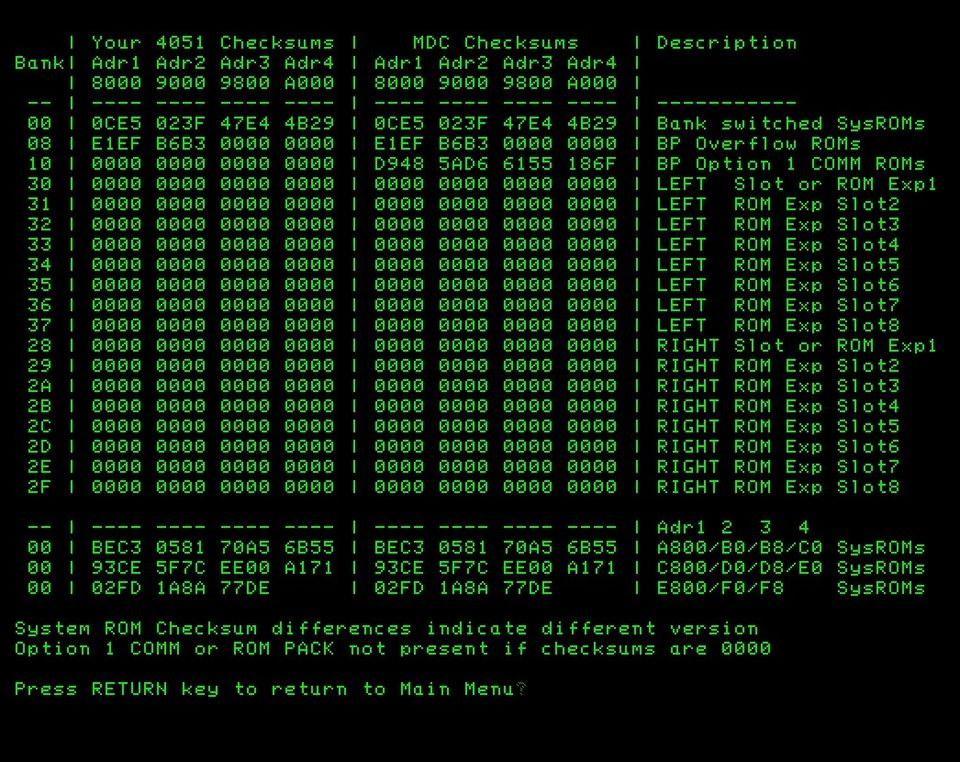 | Your 4051 Checksums |    MDC Checksums    | Description
Bank| Adr1 Adr2 Adr3 Adr4 | Adr1 Adr2 Adr3 Adr4 |
     | 8000 9000 9800 A000 | 8000 9000 9800 A000 |
 -- | ---- ---- ---- ---- | ---- ---- ---- ---- | -----------
 00 | 0CE5 023F 47E4 4B29 | 0CE5 023F 47E4 4B29 | Bank switched SysROMs
 08 | E1EF B6B3 0000 0000 | E1EF B6B3 0000 0000 | BP Overflow ROMs
 10 | 0000 0000 0000 0000 | D948 5AD6 6155 186F | BP Option 1 COMM ROMs
 30 | 0000 0000 0000 0000 | 0000 0000 0000 0000 | LEFT  Slot or ROM Exp1
 31 | 0000 0000 0000 0000 | 0000 0000 0000 0000 | LEFT  ROM Exp Slot2
 32 | 0000 0000 0000 0000 | 0000 0000 0000 0000 | LEFT  ROM Exp Slot3
 33 | 0000 0000 0000 0000 | 0000 0000 0000 0000 | LEFT  ROM Exp Slot4
 34 | 0000 0000 0000 0000 | 0000 0000 0000 0000 | LEFT  ROM Exp Slot5
 35 | 0000 0000 0000 0000 | 0000 0000 0000 0000 | LEFT  ROM Exp Slot6
 36 | 0000 0000 0000 0000 | 0000 0000 0000 0000 | LEFT  ROM Exp Slot7
 37 | 0000 0000 0000 0000 | 0000 0000 0000 0000 | LEFT  ROM Exp Slot8
 28 | 0000 0000 0000 0000 | 0000 0000 0000 0000 | RIGHT Slot or ROM Exp1
 29 | 0000 0000 0000 0000 | 0000 0000 0000 0000 | RIGHT ROM Exp Slot2
 2A | 0000 0000 0000 0000 | 0000 0000 0000 0000 | RIGHT ROM Exp Slot3
 2B | 0000 0000 0000 0000 | 0000 0000 0000 0000 | RIGHT ROM Exp Slot4
 2C | 0000 0000 0000 0000 | 0000 0000 0000 0000 | RIGHT ROM Exp Slot5
 2D | 0000 0000 0000 0000 | 0000 0000 0000 0000 | RIGHT ROM Exp Slot6
 2E | 0000 0000 0000 0000 | 0000 0000 0000 0000 | RIGHT ROM Exp Slot7
 2F | 0000 0000 0000 0000 | 0000 0000 0000 0000 | RIGHT ROM Exp Slot8
 -- | ---- ---- ---- ---- | ---- ---- ---- ---- | Adr1 2  3  4
 00 | BEC3 0581 70A5 6B55 | BEC3 0581 70A5 6B55 | A800/B0/B8/C0 SysROMs
 00 | 93CE 5F7C EE00 A171 | 93CE 5F7C EE00 A171 | C800/D0/D8/E0 SysROMs
 00 | 02FD 1A8A 77DE      | 02FD 1A8A 77DE      | E800/F0/F8    SysROMs
System ROM Checksum differences indicate different version
Option 1 COMM or ROM PACK not present if checksums are 0000
Press RETURN key to return to Main Menu?